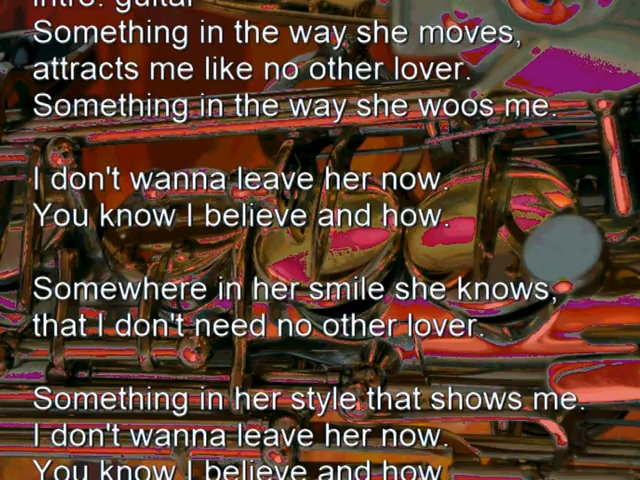 Intro: guitar
Something in the way she moves,
attracts me like no other lover.
Something in the way she woos me.
I don't wanna leave her now.
You know I believe and how.
Somewhere in her smile she knows,
that I don't need no other lover.
Something in her style that shows me.
I don't wanna leave her now.
You know I believe and how